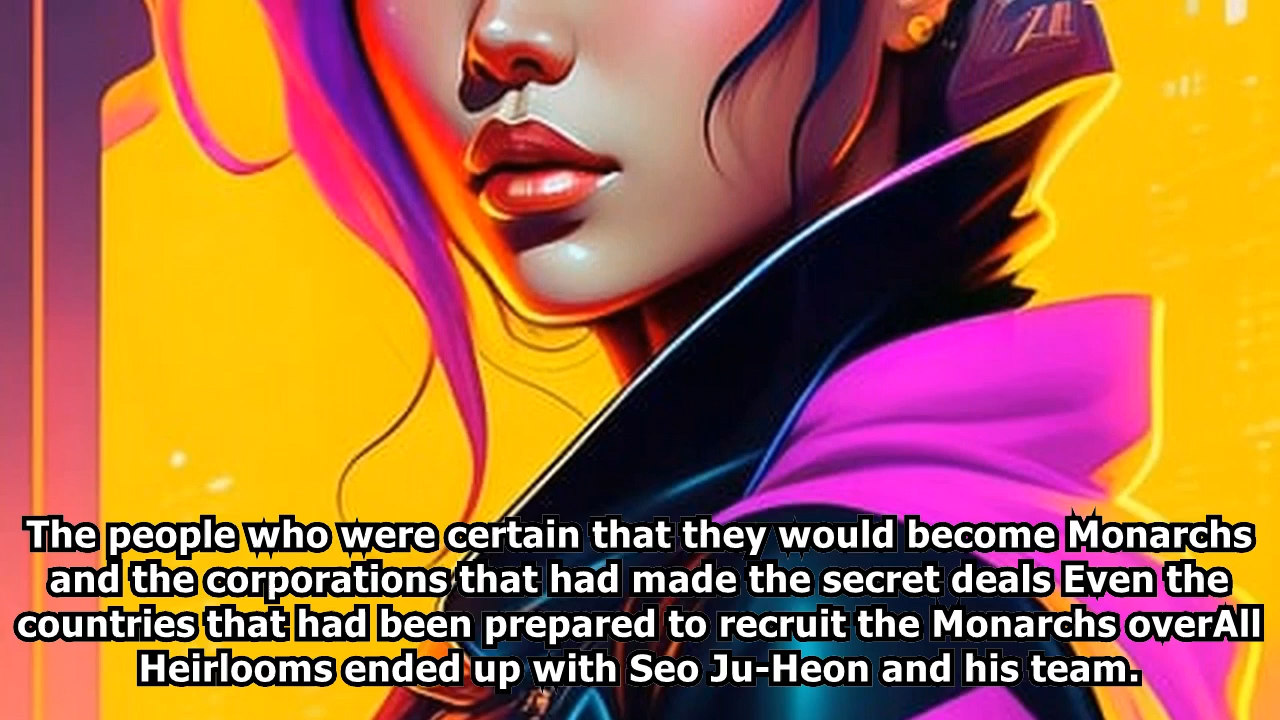 The people who were certain that they would become Monarchs
and the corporations that had made the secret deals Even the
countries that had been prepared to recruit the Monarchs overAll
Heirlooms ended up with Seo Ju-Heon and his team.